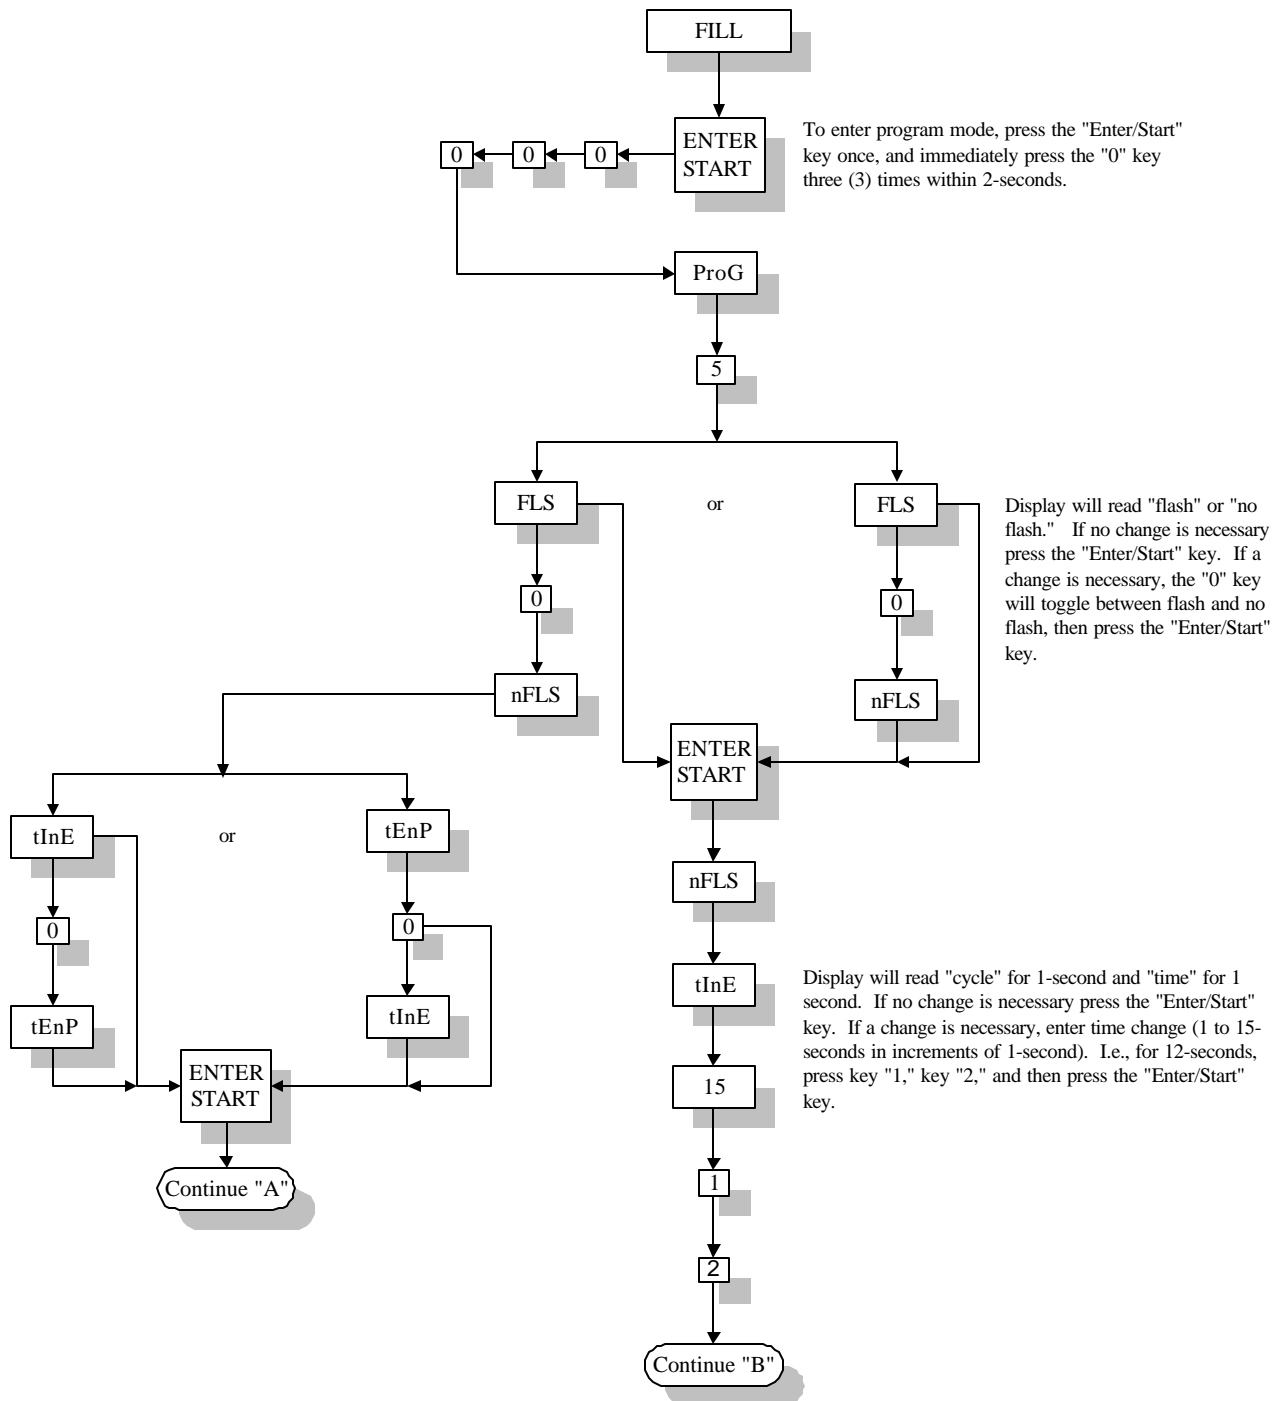 FILL
ENTER
START
To enter program mode, press the "Enter/Start"
key once, and immediately press the "0" key
three (3) times within 2-seconds.
0
0
0
ProG
5
FLS
or
FLS
Display will read "flash" or "no
flash."   If no change is necessary
press the "Enter/Start" key.  If a
change is necessary, the "0" key
will toggle between flash and no
flash, then press the "Enter/Start"
key.
0
0
nFLS
nFLS
ENTER
START
tInE
or
tEnP
nFLS
0
0
tInE
Display will read "cycle" for 1-second and "time" for 1
second.  If no change is necessary press the "Enter/Start"
key.  If a change is necessary, enter time change (1 to 15-
seconds in increments of 1-second).  I.e., for 12-seconds,
press key "1," key "2," and then press the "Enter/Start"
key.
tEnP
tInE
ENTER
START
15
Continue "A"
1
2
Continue "B"